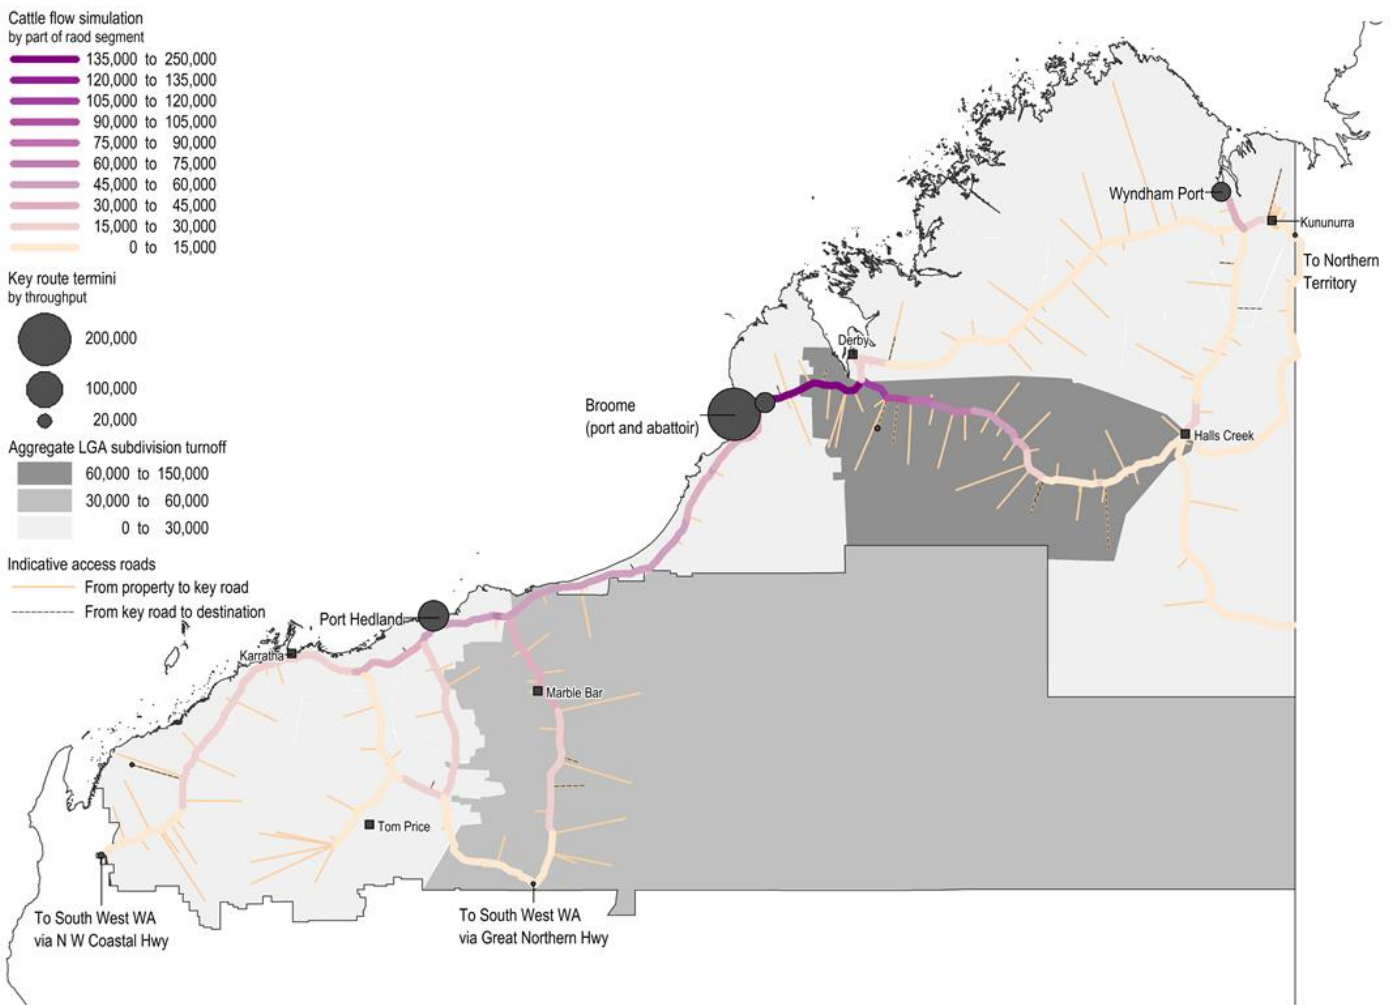 Cattle flow simulation
by part of raod segment
135,000 to 250,000
120,000 to 135,000
105,000 to 120,000
90,000 to 105,000
75,000 to 90,000
60,000 to 75,000
45,000 to 60,000
30,000 to 45,000
15,000 to 30,000
0 to 15,000
Key route termini
by throughput
200,000
100,000
20,000
Aggregate LGA subdivision turnoff
60,000 to 150,000
30,000 to 60,000
0 to 30,000
Indicative access roads
From property to key road
From key road to destination
Wyndham Port
Kununurra
To Northern
Territory
Derby
Broome
(port and abattoir)
Halls Creek
Port Hedland
Karratha
Marble Bar
Tom Price
To South West WA
via N W Coastal Hwy
To South West WA
via Great Northern Hwy